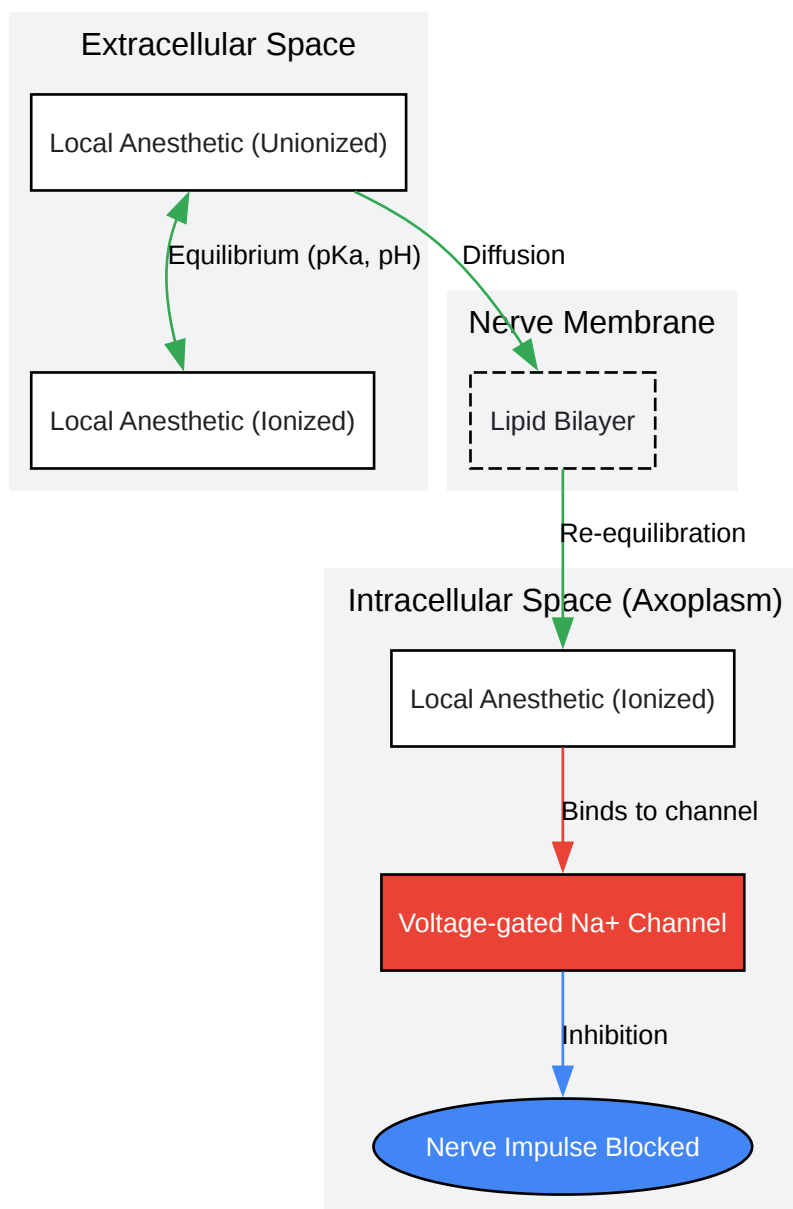 Extracellular Space
Local Anesthetic (Unionized)
Equilibrium (pKa, pH)
Diffusion
Local Anesthetic (Ionized)
Nerve Membrane
Lipid Bilayer
Re-equilibration
Intracellular Space (Axoplasm)
Local Anesthetic (Ionized)
Binds to channel
Voltage-gated Na+ Channel
Inhibition
Nerve Impulse Blocked